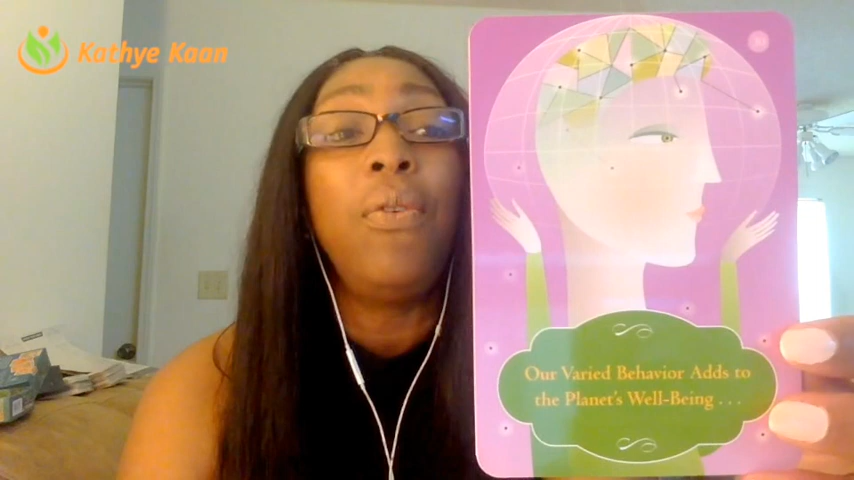 Kathye Kaan
Our Varied Behavior Adds to
the Planet's Well-Being . . .